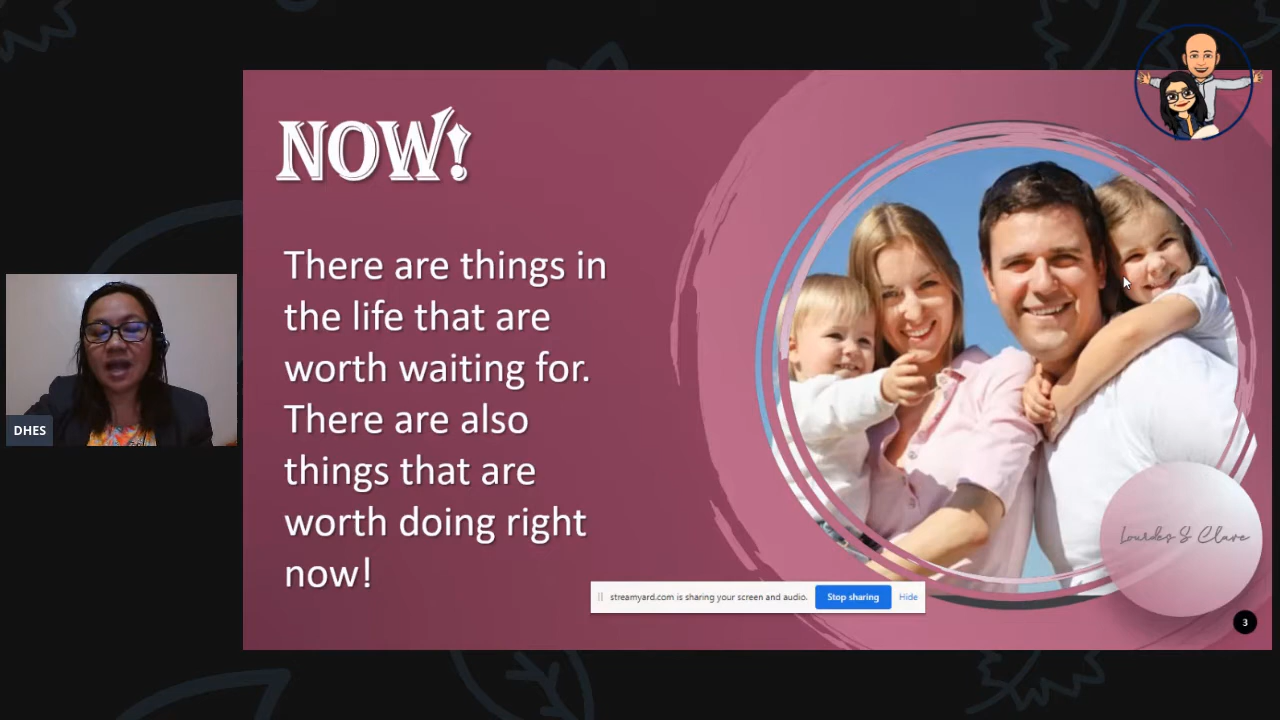 NOW!
There are things in
the life that are
worth waiting for.
There are also
things that are
worth doing right
now!
DHES
Lourdes S Clave
streamyard.com is sharing your screen and audio. Stop sharing Hide
3